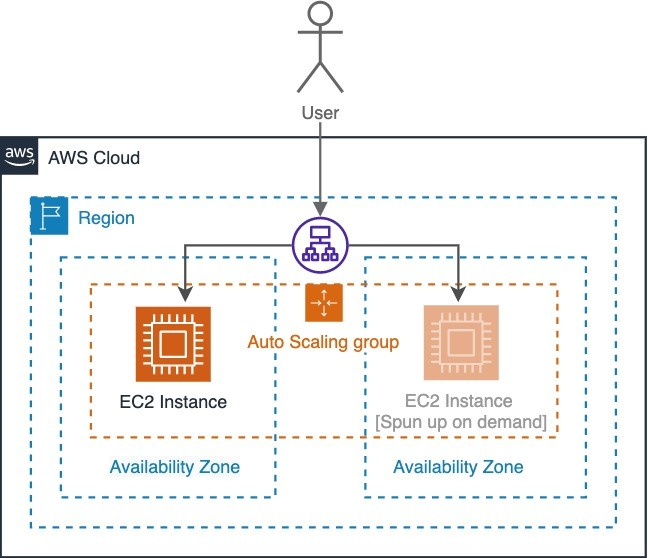 User
aws
AWS Cloud
Region
Auto Scaling group
EC2 Instance
EC2 Instance
[Spun up on demand]
Availability Zone
Availability Zone